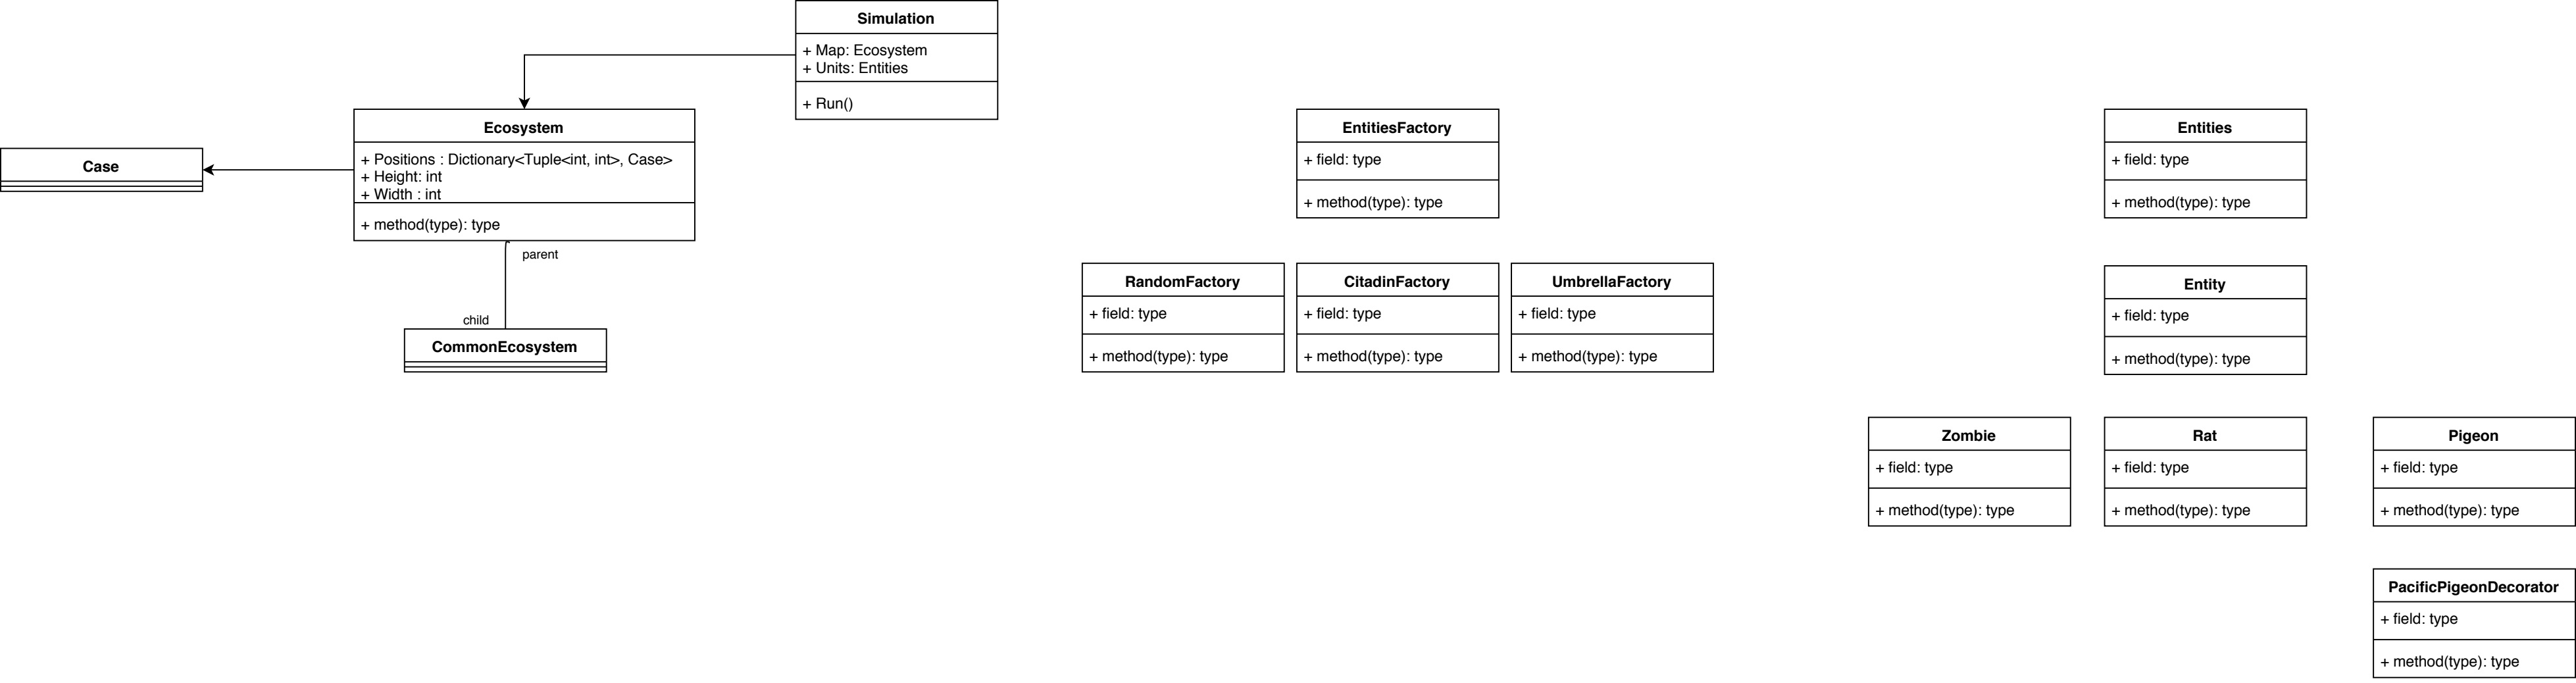 Simulation
+ Map: Ecosystem
+ Units: Entities
+ Run()
Ecosystem
+ Positions : Dictionary<Tuple<int, int>, Case>
+ Height: int
+ Width : int
+ method(type): type
Case
parent
child
CommonEcosystem
EntitiesFactory
+ field: type
+ method(type): type
RandomFactory
+ field: type
+ method(type): type
CitadinFactory
+ field: type
+ method(type): type
UmbrellaFactory
+ field: type
+ method(type): type
Entities
+ field: type
+ method(type): type
Entity
+ field: type
+ method(type): type
Zombie
+ field: type
+ method(type): type
Rat
+ field: type
+ method(type): type
Pigeon
+ field: type
+ method(type): type
PacificPigeonDecorator
+ field: type
+ method(type): type